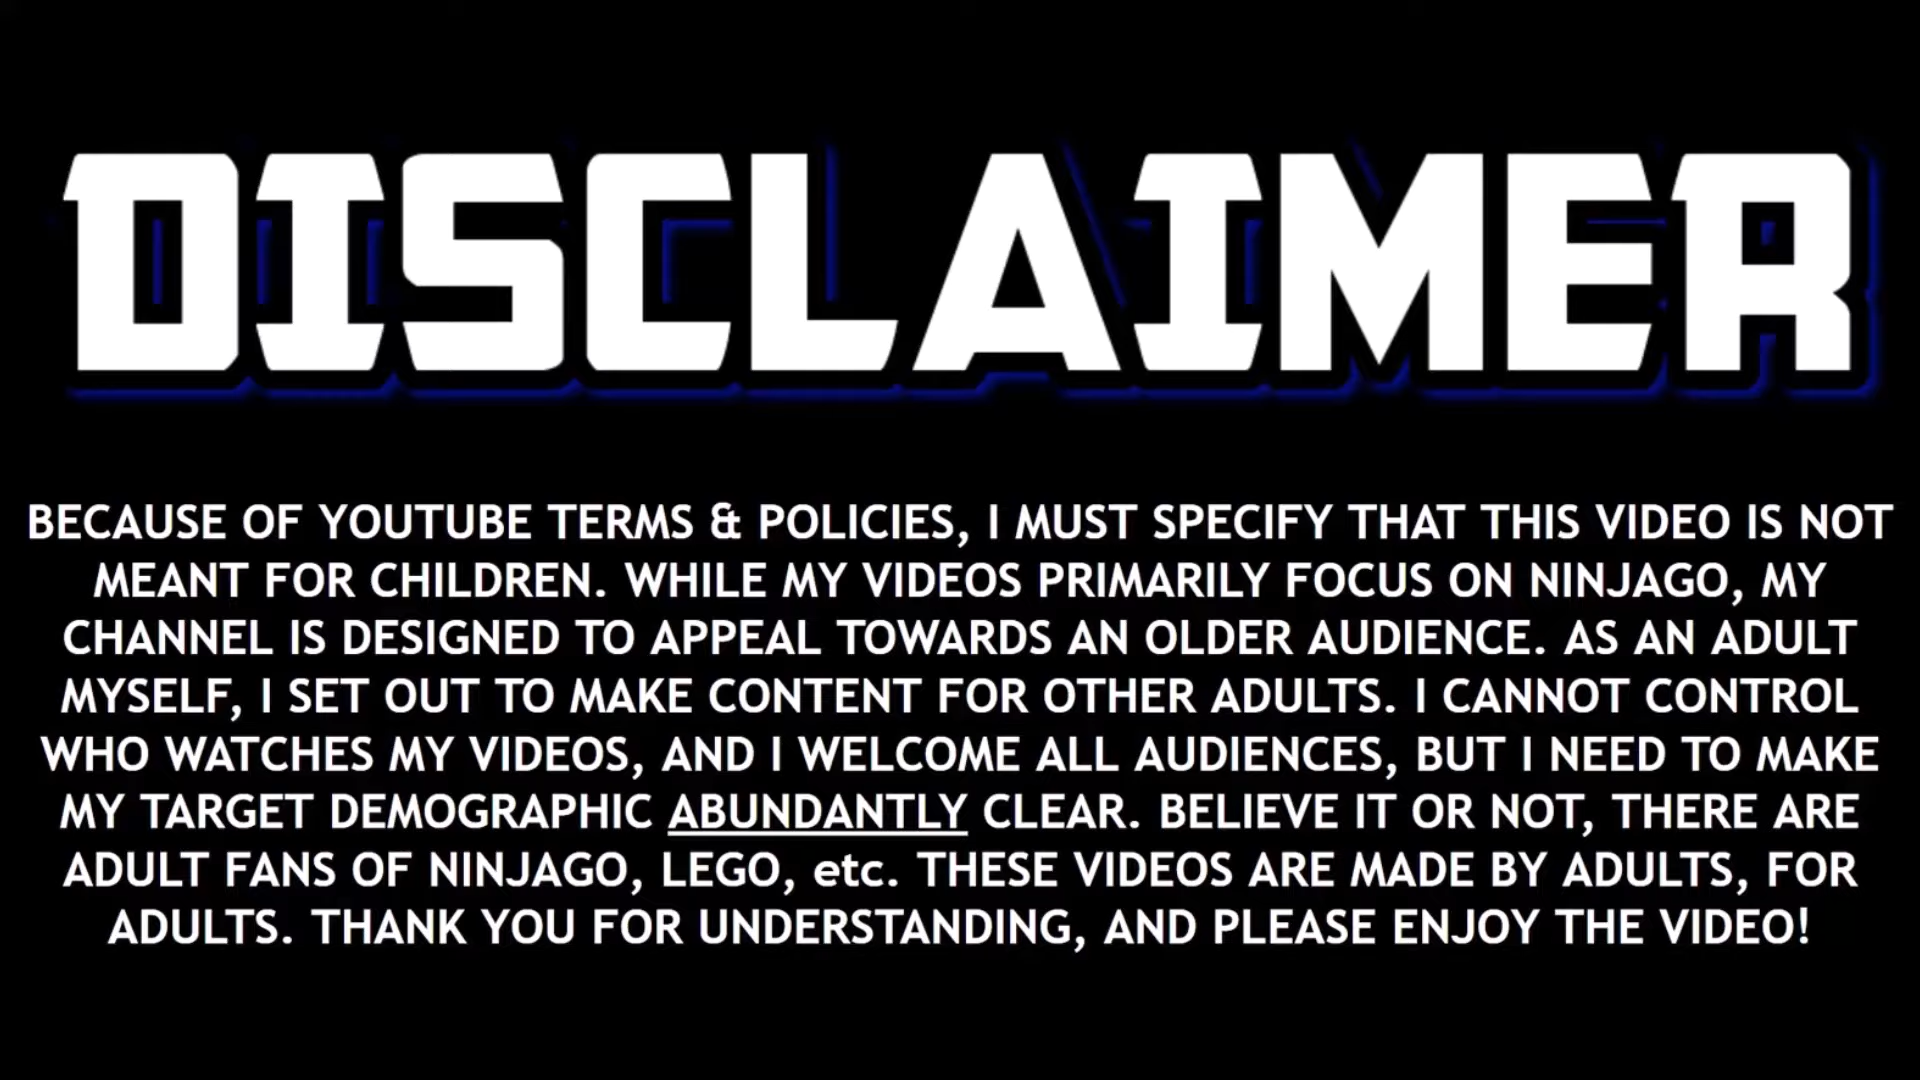 DISCLAIMER
BECAUSE OF YOUTUBE TERMS & POLICIES, I MUST SPECIFY THAT THIS VIDEO IS NOT
MEANT FOR CHILDREN. WHILE MY VIDEOS PRIMARILY FOCUS ON NINJAGO, MY
CHANNEL IS DESIGNED TO APPEAL TOWARDS AN OLDER AUDIENCE. AS AN ADULT
MYSELF, I SET OUT TO MAKE CONTENT FOR OTHER ADULTS. I CANNOT CONTROL
WHO WATCHES MY VIDEOS, AND I WELCOME ALL AUDIENCES, BUT I NEED TO MAKE
MY TARGET DEMOGRAPHIC ABUNDANTLY CLEAR. BELIEVE IT OR NOT, THERE ARE
ADULT FANS OF NINJAGO, LEGO, etc. THESE VIDEOS ARE MADE BY ADULTS, FOR
ADULTS. THANK YOU FOR UNDERSTANDING, AND PLEASE ENJOY THE VIDEO!